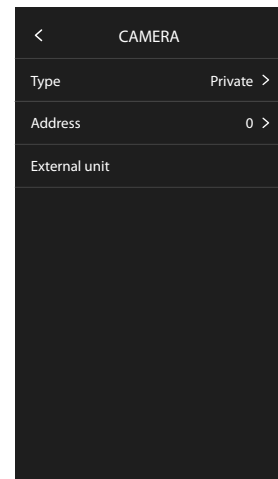 < CAMERA
Type Private >
Address 0 >
External unit